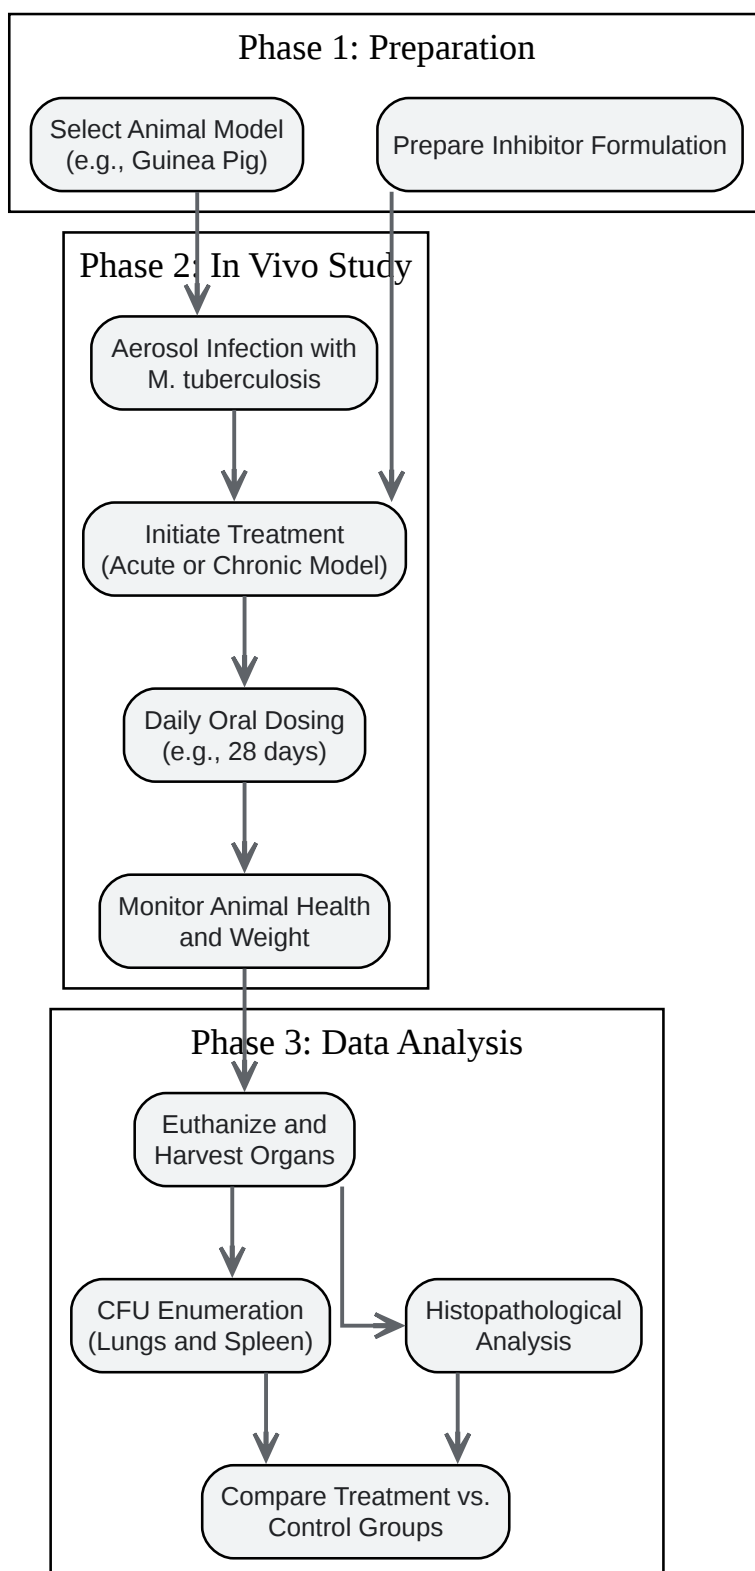 Phase 1: Preparation
Select Animal Model
(e.g., Guinea Pig)
Prepare Inhibitor Formulation
Phase 2: In Vivo Study
Aerosol Infection with
M. tuberculosis
Initiate Treatment
(Acute or Chronic Model)
Daily Oral Dosing
(e.g., 28 days)
Monitor Animal Health
and Weight
Phase 3: Data Analysis
Euthanize and
Harvest Organs
CFU Enumeration
(Lungs and Spleen)
Histopathological
Analysis
Compare Treatment vs.
Control Groups